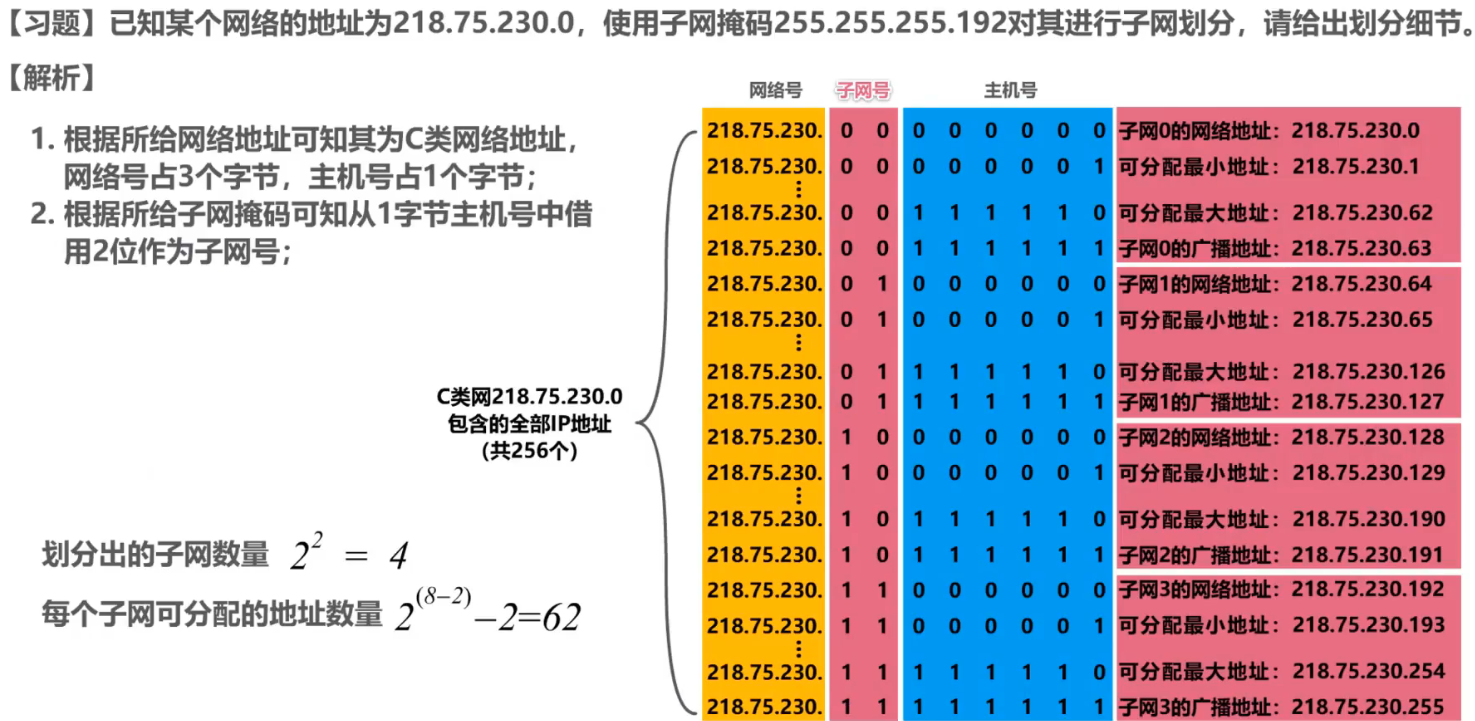 【习题】已知某个网络的地址为218.75.230.0，使用子网掩码255.255.255.192对其进行子网划分，请给出划分细节。
【解析】
1. 根据所给网络地址可知其为C类网络地址，
网络号占3个字节，主机号占1个字节；
2. 根据所给子网掩码可知从1字节主机号中借
用2位作为子网号；
网络号 子网号 主机号
218.75.230. 0 0 0 0 0 0 0 0 子网0的网络地址：218.75.230.0
218.75.230. 0 0 0 0 0 0 0 1 可分配最小地址：218.75.230.1
⋮
218.75.230. 0 0 1 1 1 1 1 0 可分配最大地址：218.75.230.62
218.75.230. 0 0 1 1 1 1 1 1 子网0的广播地址：218.75.230.63
218.75.230. 0 1 0 0 0 0 0 0 子网1的网络地址：218.75.230.64
218.75.230. 0 1 0 0 0 0 0 1 可分配最小地址：218.75.230.65
⋮
218.75.230. 0 1 1 1 1 1 1 0 可分配最大地址：218.75.230.126
218.75.230. 0 1 1 1 1 1 1 1 子网1的广播地址：218.75.230.127
218.75.230. 1 0 0 0 0 0 0 0 子网2的网络地址：218.75.230.128
218.75.230. 1 0 0 0 0 0 0 1 可分配最小地址：218.75.230.129
⋮
218.75.230. 1 0 1 1 1 1 1 0 可分配最大地址：218.75.230.190
218.75.230. 1 0 1 1 1 1 1 1 子网2的广播地址：218.75.230.191
218.75.230. 1 1 0 0 0 0 0 0 子网3的网络地址：218.75.230.192
218.75.230. 1 1 0 0 0 0 0 1 可分配最小地址：218.75.230.193
⋮
218.75.230. 1 1 1 1 1 1 1 0 可分配最大地址：218.75.230.254
218.75.230. 1 1 1 1 1 1 1 1 子网3的广播地址：218.75.230.255
C类网218.75.230.0
包含的全部IP地址
（共256个）
划分出的子网数量 2^2 = 4
每个子网可分配的地址数量 2^(8−2) −2=62